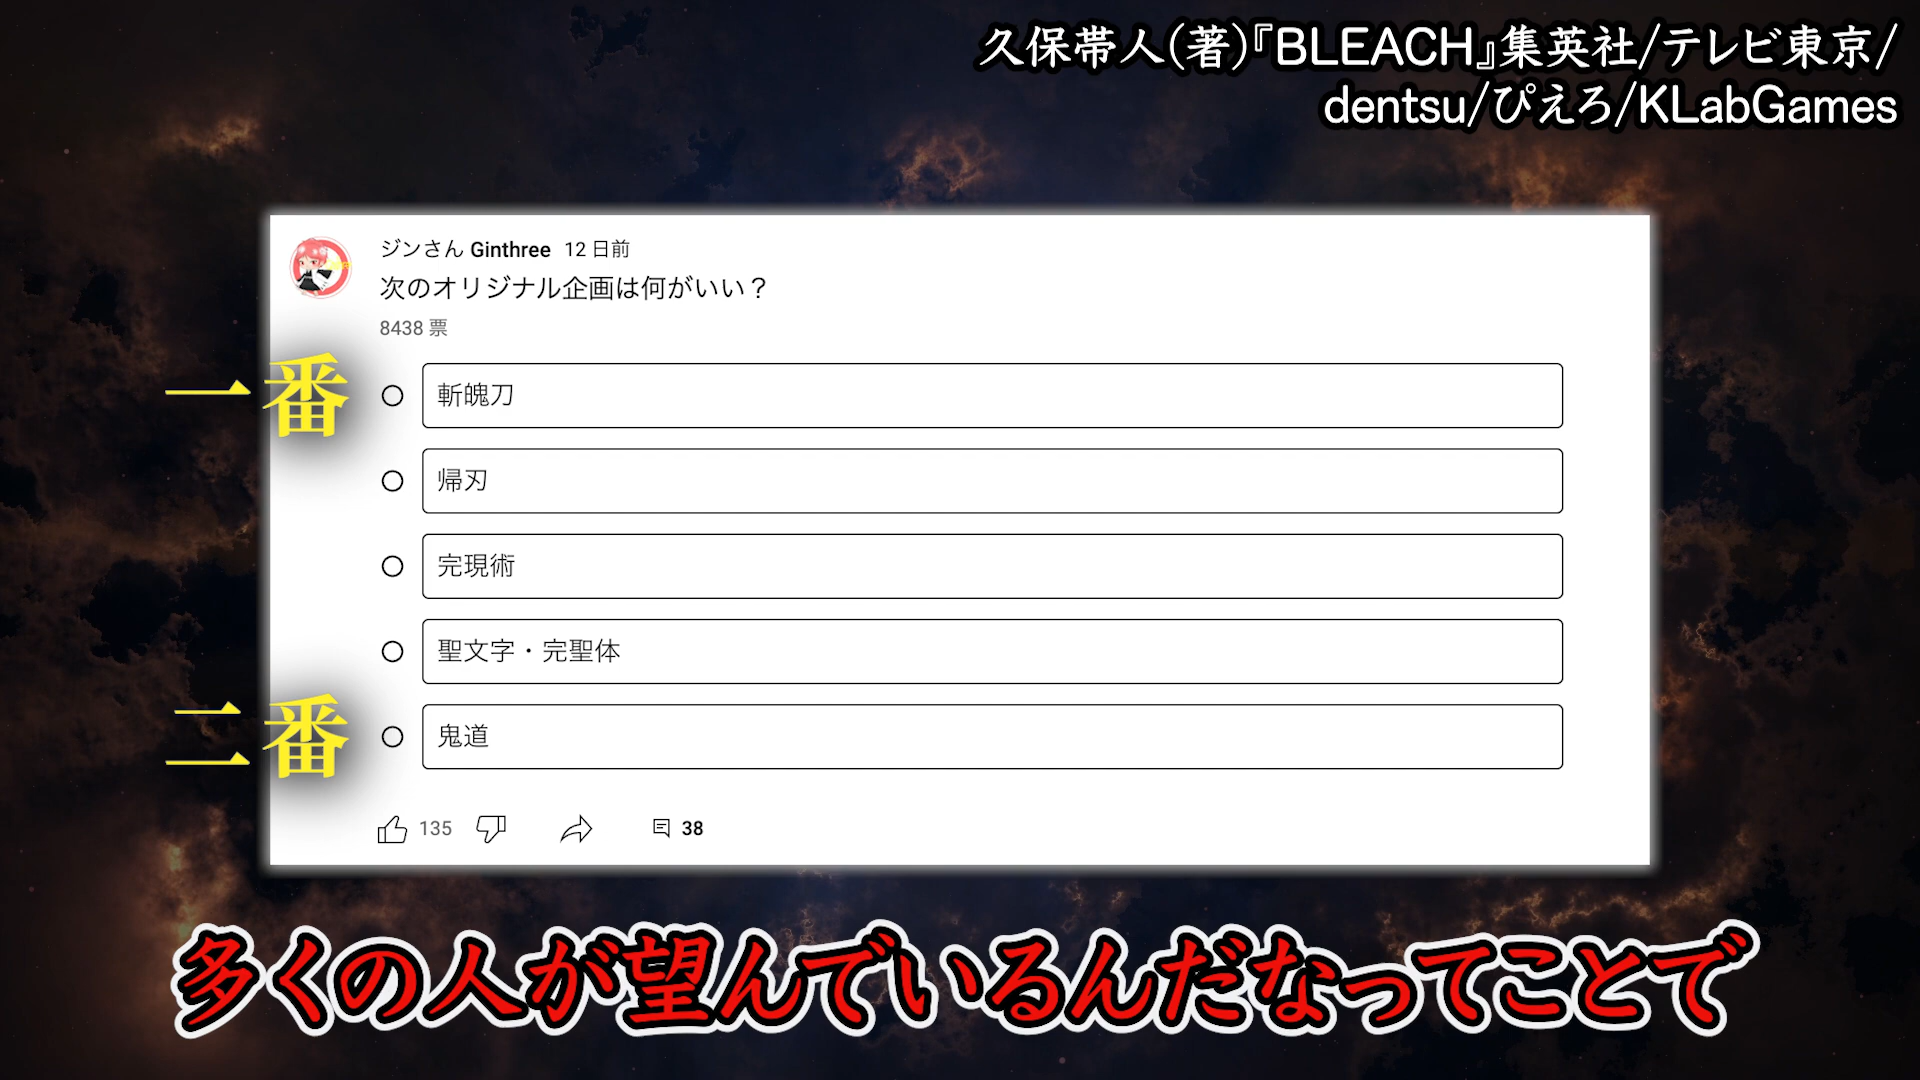 久保帯人(著)『BLEACH』集英社/テレビ東京/
dentsu/ぴえろ/KLabGames
ジンさん Ginthree 12 日前
次のオリジナル企画は何がいい？
8438 票
一番
斬魄刀
帰刃
完現術
聖文字・完聖体
二番
鬼道
135
38
多くの人が望んでいるんだなってことで